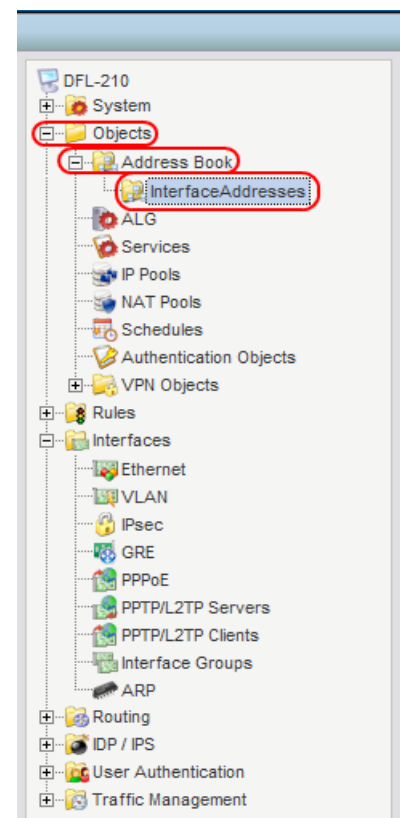 DFL-210
System
Objects
Address Book
InterfaceAddresses
ALG
Services
IP Pools
NAT Pools
Schedules
Authentication Objects
VPN Objects
Rules
Interfaces
Ethernet
VLAN
IPsec
GRE
PPPoE
PPTP/L2TP Servers
PPTP/L2TP Clients
Interface Groups
ARP
Routing
IDP / IPS
User Authentication
Traffic Management